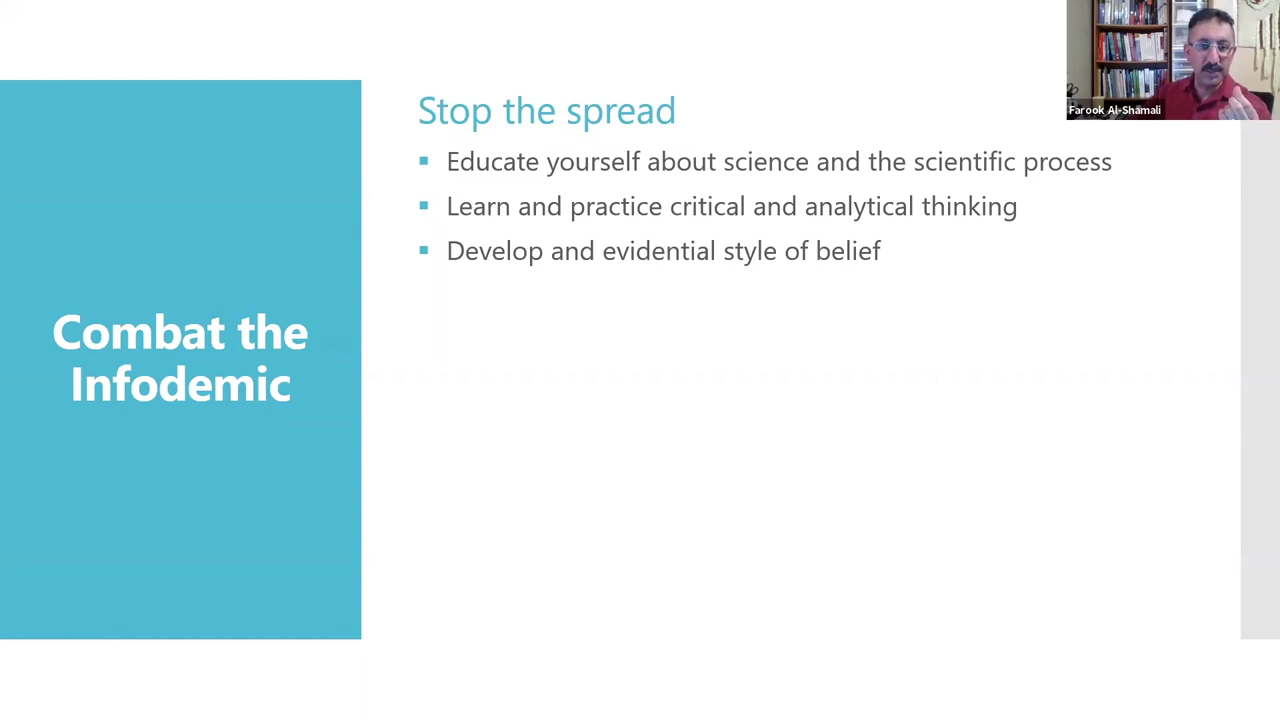 Combat the
Infodemic
Stop the spread
Educate yourself about science and the scientific process
Learn and practice critical and analytical thinking
Develop and evidential style of belief
Farook Al-Shamali